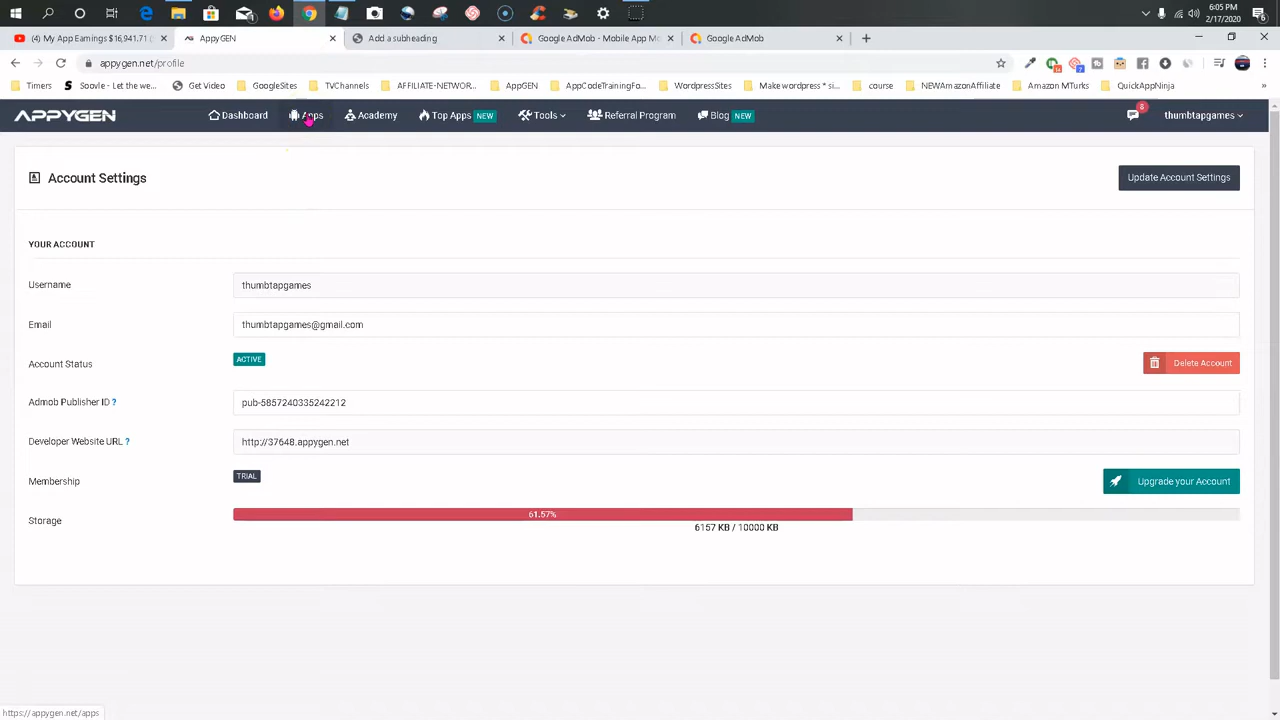 6:05 PM
2/17/2020
(4) My App Earnings $16,941.71 (
AppyGEN
Add a subheading
Google AdMob - Mobile App M
Google AdMob
appygen.net/profile
Timers
Soovle - Let the we...
Get Video
GoogleSites
TVChannels
AFFILIATE-NETWOR...
AppGEN
AppCodeTrainingFo...
WordpressSites
Make wordpress *si...
course
NEWAmazonAffiliate
Amazon MTurks
QuickAppNinja
APPYGEN
Dashboard
Apps
Academy
Top Apps NEW
Tools
Referral Program
Blog NEW
8
thumbtapgames
Account Settings
Update Account Settings
YOUR ACCOUNT
Username
thumbtapgames
Email
thumbtapgames@gmail.com
Account Status
ACTIVE
Delete Account
Admob Publisher ID ?
pub-5857240335242212
Developer Website URL ?
http://37648.appygen.net
Membership
TRIAL
Upgrade your Account
Storage
61.57%
6157 KB / 10000 KB
https://appygen.net/apps